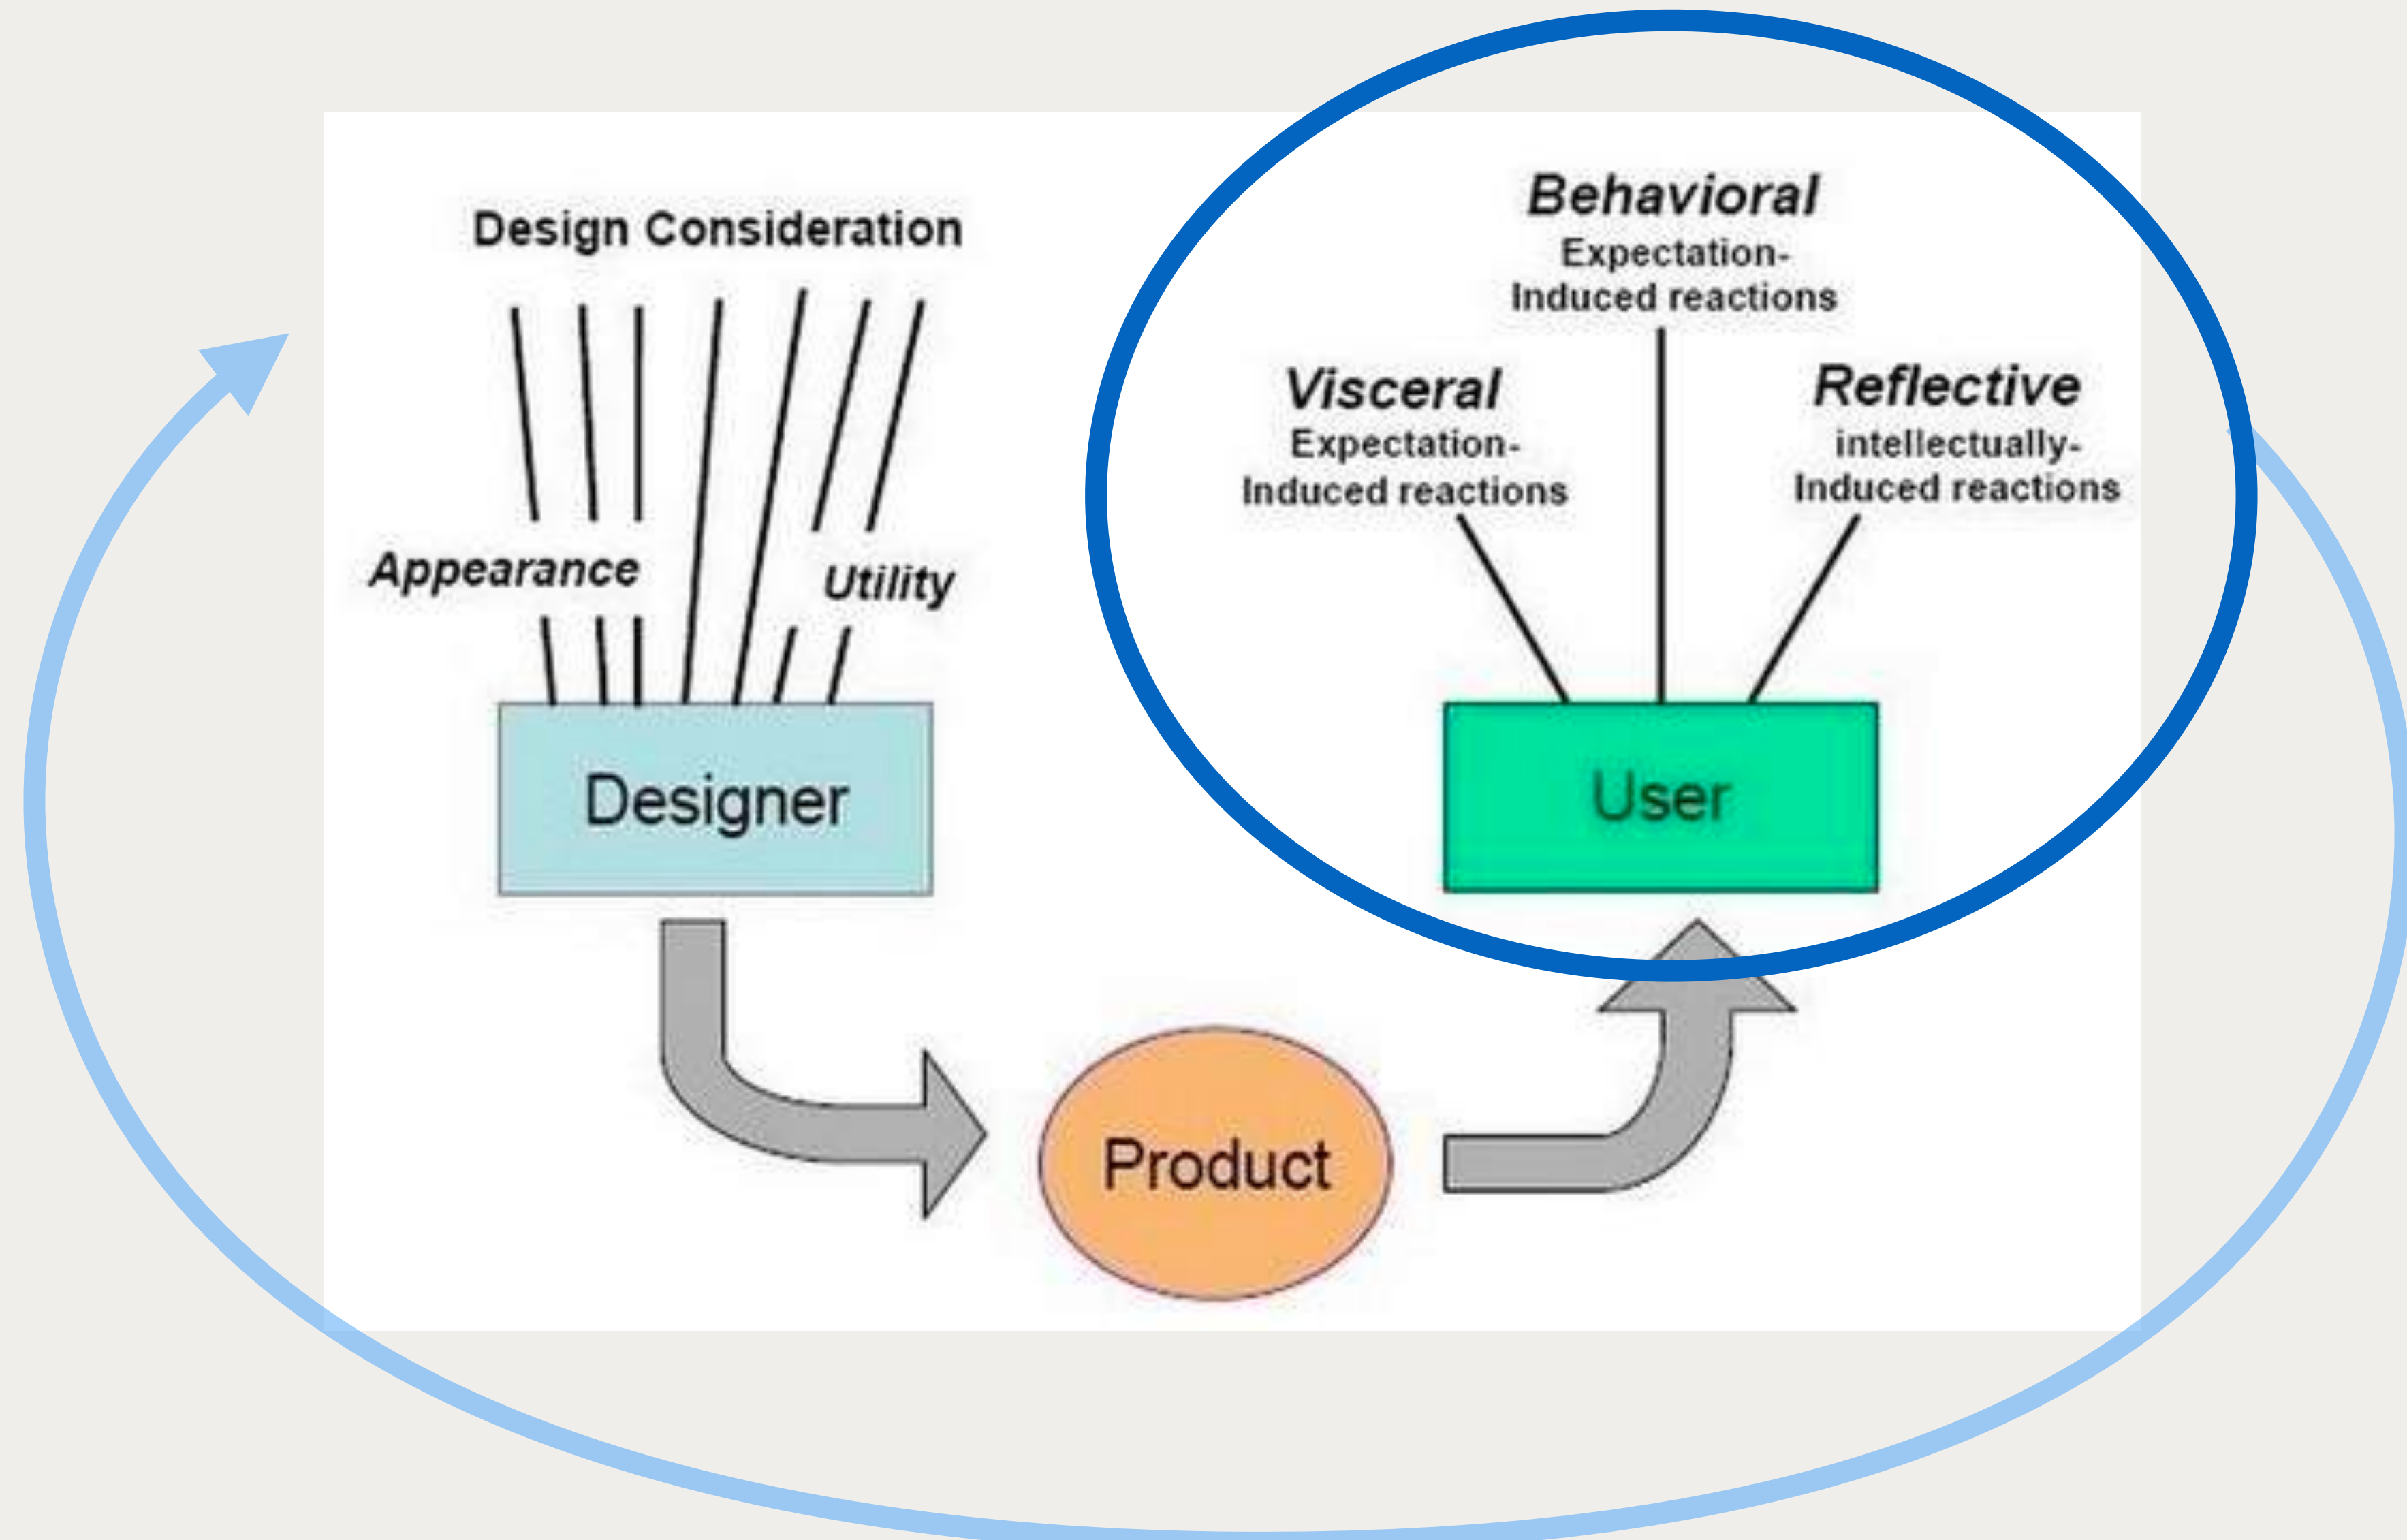 Design Consideration
Appearance
Utility
Designer
Behavioral
Expectation-
Induced reactions
Visceral
Expectation-
Induced reactions
Reflective
intellectually-
Induced reactions
User
Product